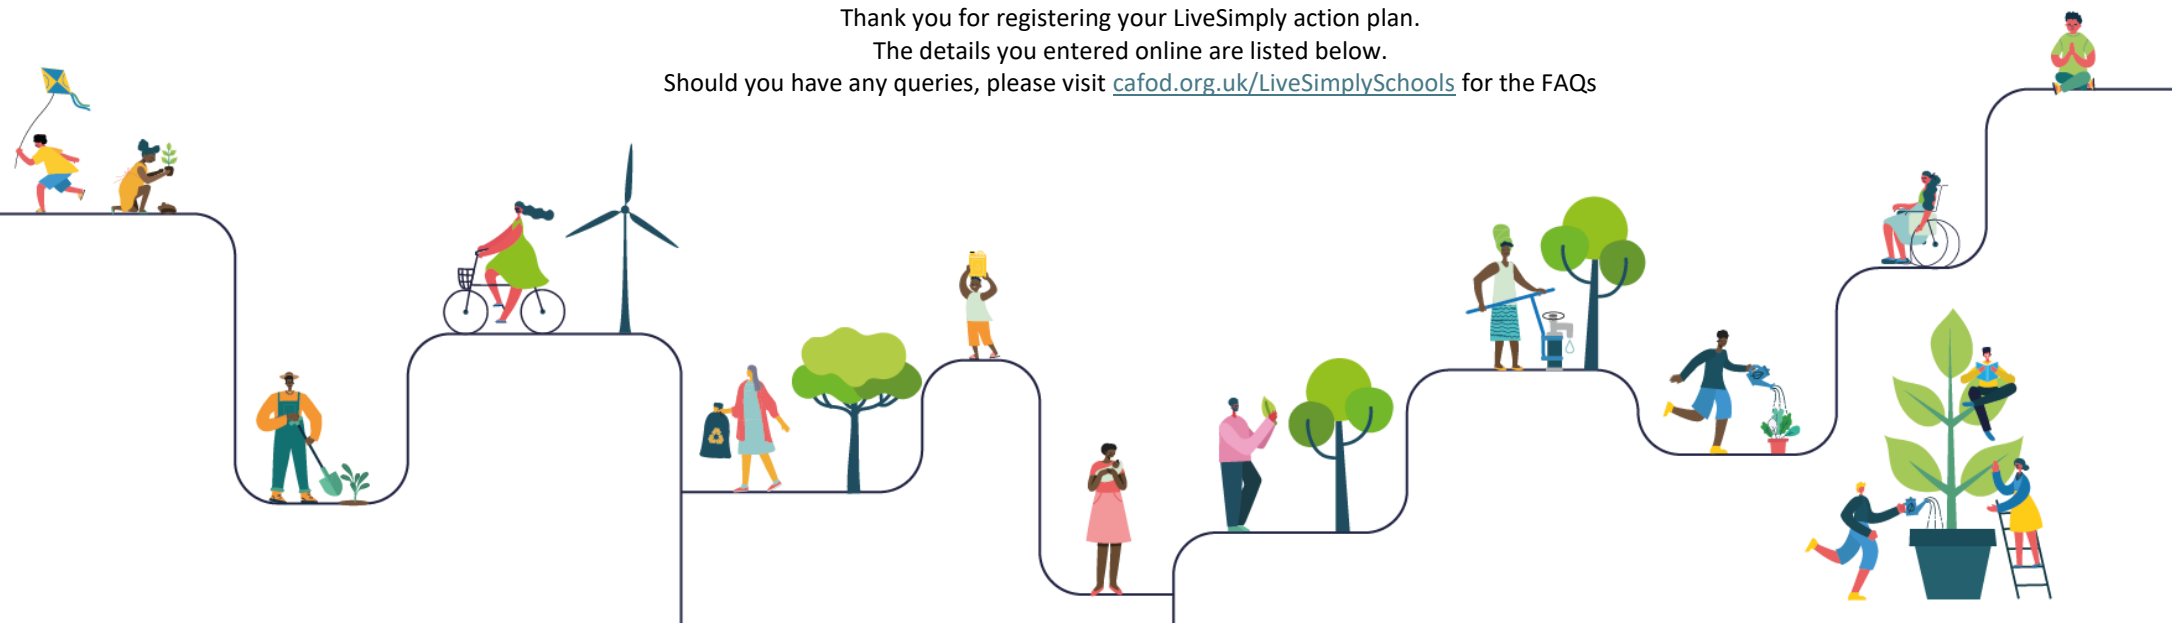 Thank you for registering your LiveSimply action plan.
The details you entered online are listed below.
Should you have any queries, please visit cafod.org.uk/LiveSimplySchools for the FAQs